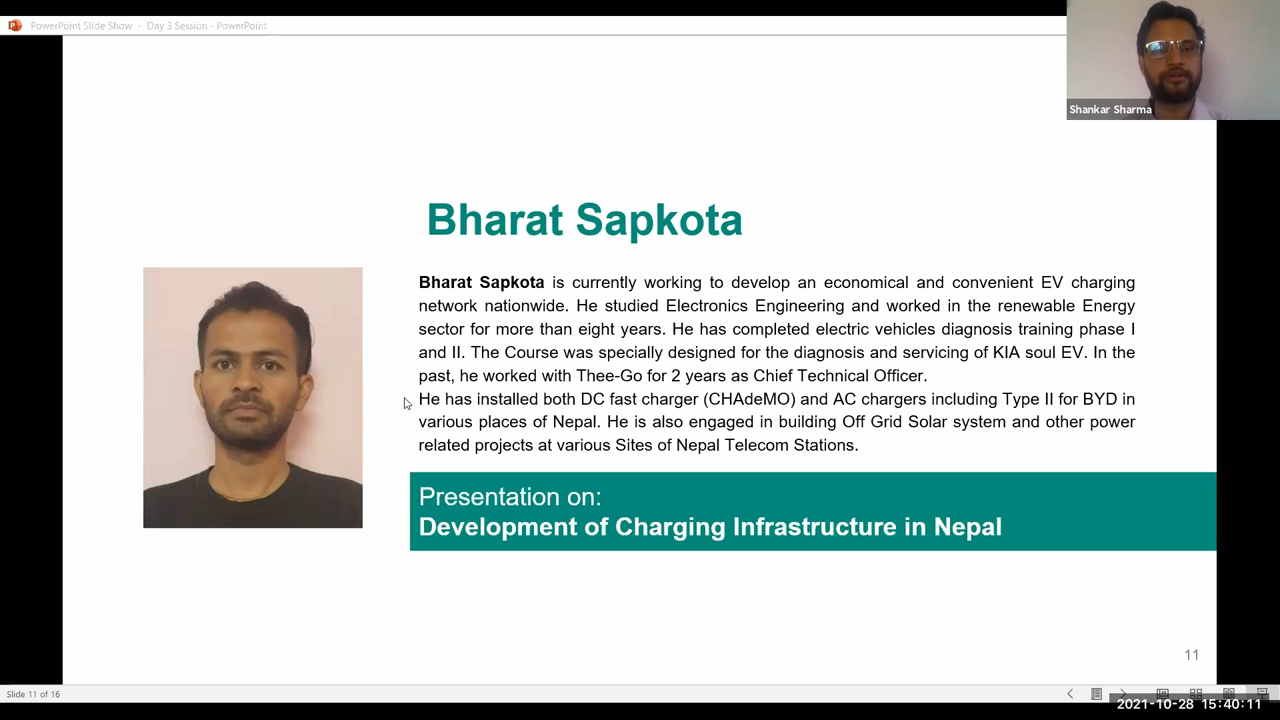 PowerPoint Slide Show - Day 3 Session - PowerPoint
Shankar Sharma
Bharat Sapkota
Bharat Sapkota is currently working to develop an economical and convenient EV charging
network nationwide. He studied Electronics Engineering and worked in the renewable Energy
sector for more than eight years. He has completed electric vehicles diagnosis training phase I
and II. The Course was specially designed for the diagnosis and servicing of KIA soul EV. In the
past, he worked with Thee-Go for 2 years as Chief Technical Officer.
He has installed both DC fast charger (CHAdeMO) and AC chargers including Type II for BYD in
various places of Nepal. He is also engaged in building Off Grid Solar system and other power
related projects at various Sites of Nepal Telecom Stations.
Presentation on:
Development of Charging Infrastructure in Nepal
11
Slide 11 of 16
2021-10-28 15:40:11